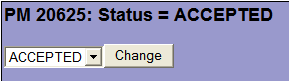 PM 20625: Status = ACCEPTED
ACCEPTED Change